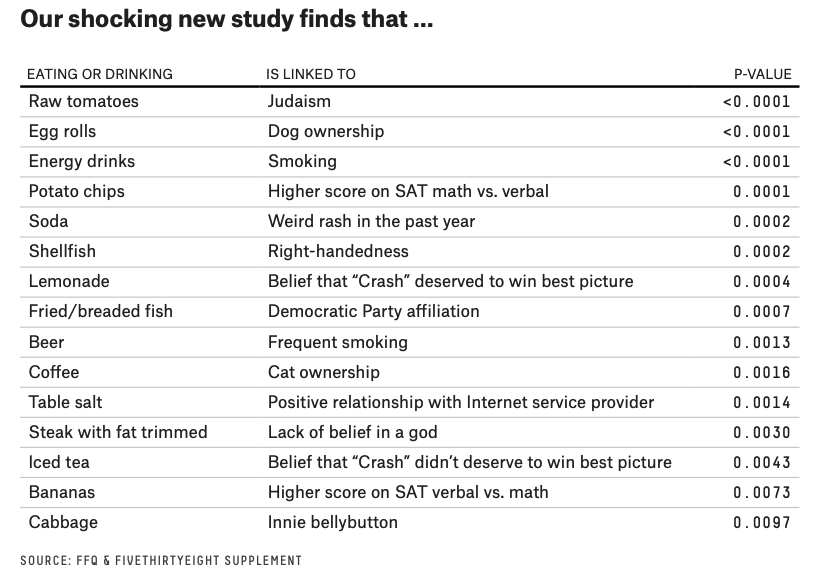 Our shocking new study finds that ...
EATING OR DRINKING IS LINKED TO P-VALUE
Raw tomatoes Judaism <0.0001
Egg rolls Dog ownership <0.0001
Energy drinks Smoking <0.0001
Potato chips Higher score on SAT math vs. verbal 0.0001
Soda Weird rash in the past year 0.0002
Shellfish Right-handedness 0.0002
Lemonade Belief that “Crash” deserved to win best picture 0.0004
Fried/breaded fish Democratic Party affiliation 0.0007
Beer Frequent smoking 0.0013
Coffee Cat ownership 0.0016
Table salt Positive relationship with Internet service provider 0.0014
Steak with fat trimmed Lack of belief in a god 0.0030
Iced tea Belief that “Crash” didn’t deserve to win best picture 0.0043
Bananas Higher score on SAT verbal vs. math 0.0073
Cabbage Innie bellybutton 0.0097
SOURCE: FFQ & FIVETHIRTYEIGHT SUPPLEMENT